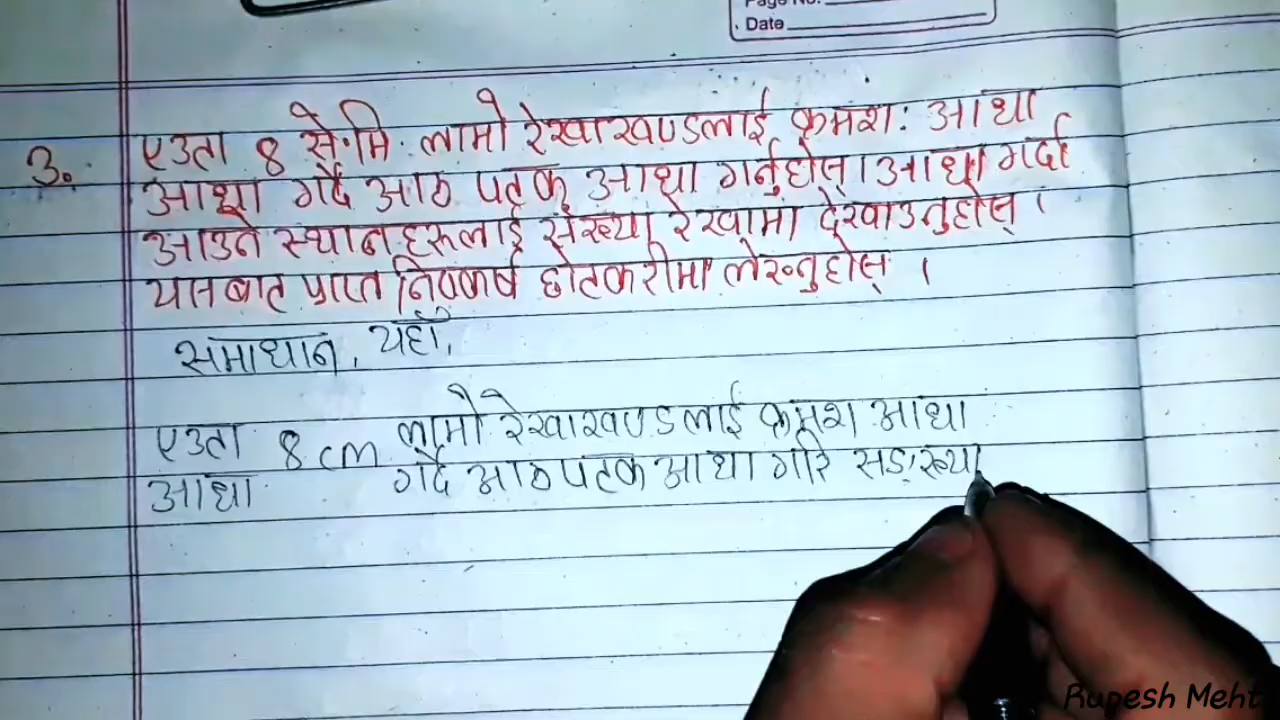 Page No.
Date
3. एउटा 8 से.मि. लामो रेखाखण्डलाई क्रमश: आधा
आधा गर्दै आठ पटक आधा गर्नुहोस्। आधा गर्दा
आउने स्थानहरूलाई संख्या रेखामा देखाउनुहोस् ।
यसबाट प्राप्त निष्कर्ष छोटकरीमा लेख्नुहोस् ।
समाधान, यहाँ,
एउटा 8 cm लामो रेखाखण्डलाई क्रमश आधा
आधा गर्दै आठ पटक आधा गरि सङ्ख्या
Rupesh Meht